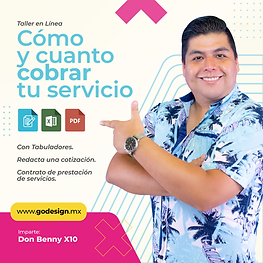 Taller en Línea
Cómo
y cuanto
cobrar
tu servicio
PDF
Con Tabuladores.
Redacta una cotización.
Contrato de prestación
de servicios.
www.godesign.mx
Imparte:
Don Benny X10